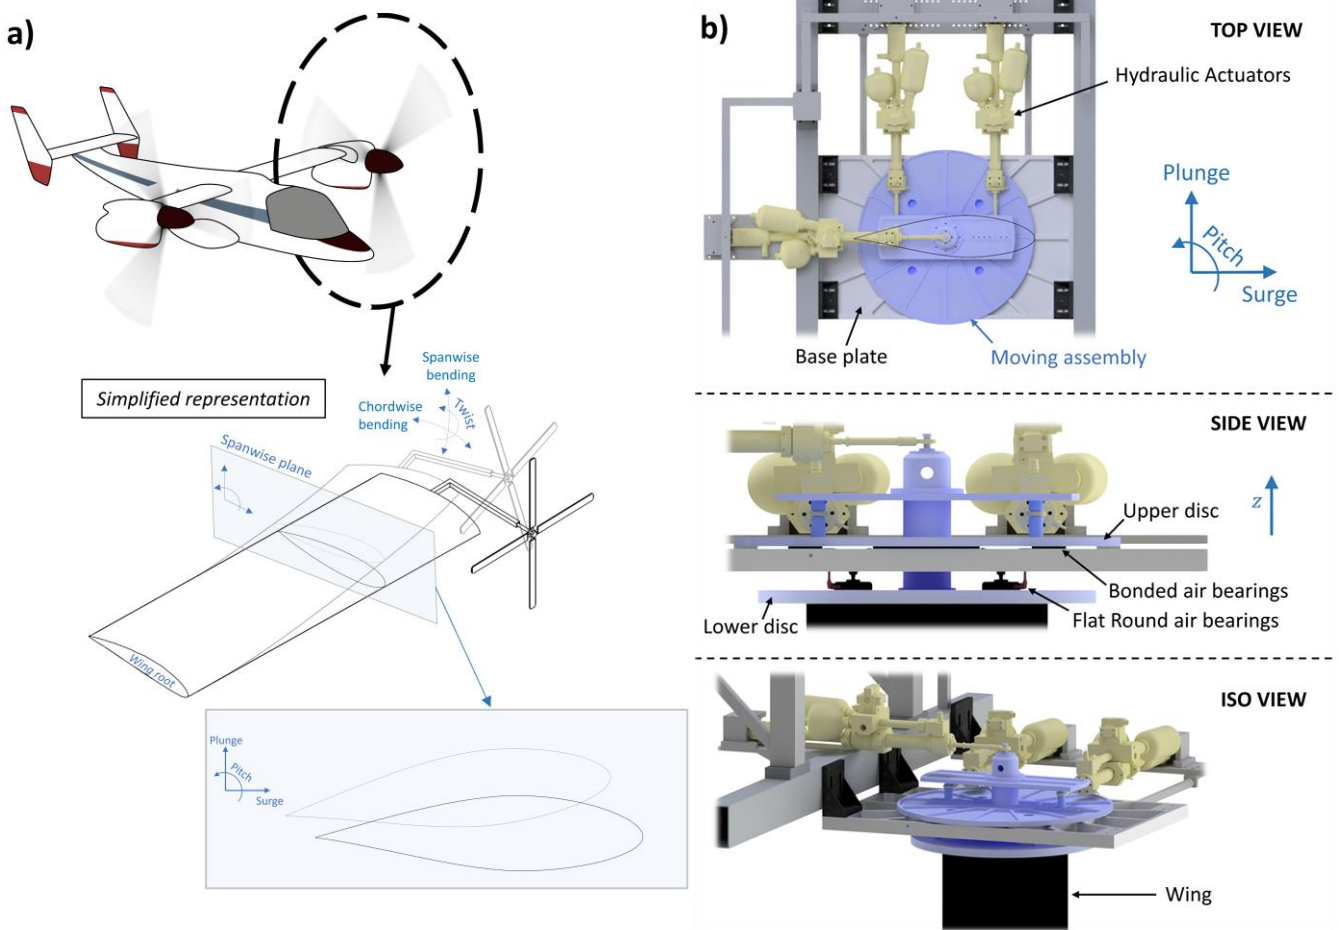 a)
Simplified representation
Spanwise
bending
Chordwise
bending
Twist
Spanwise plane
Wing root
Plunge
Pitch
Surge
b)
TOP VIEW
Hydraulic Actuators
Plunge
Pitch
Surge
Base plate
Moving assembly
SIDE VIEW
z
Upper disc
Bonded air bearings
Flat Round air bearings
Lower disc
ISO VIEW
Wing